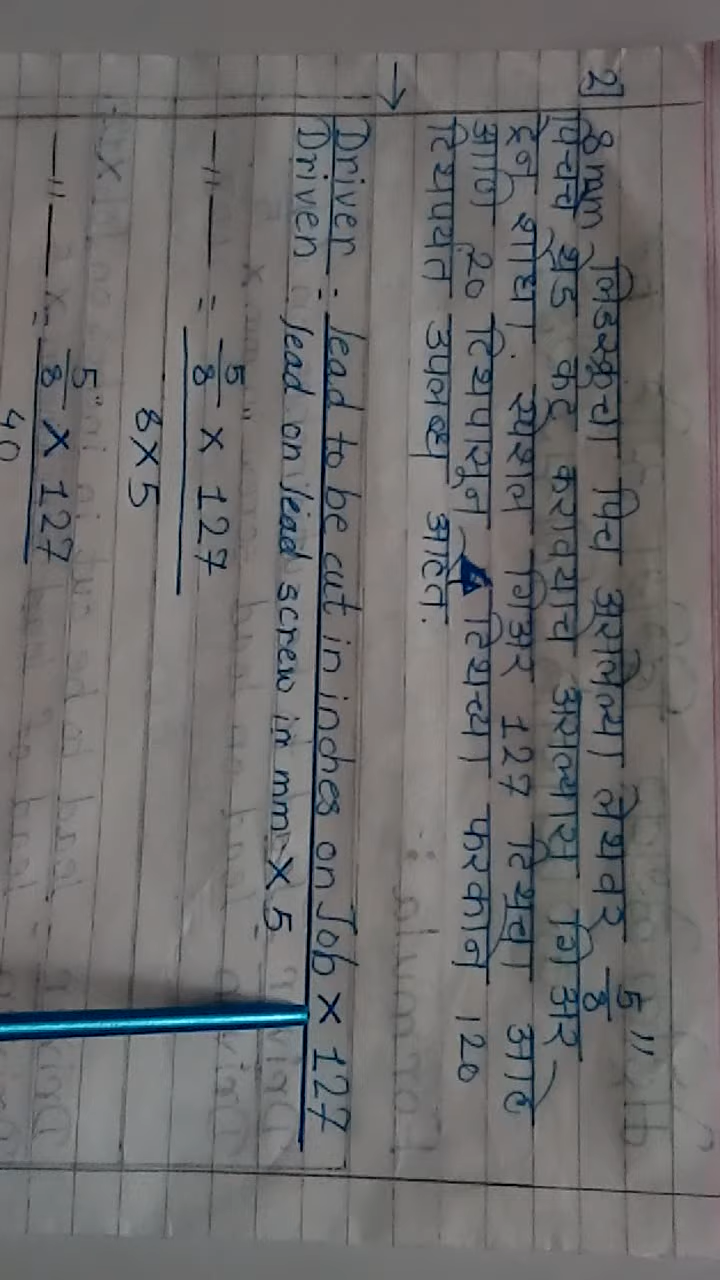 2] 8mm लिडस्क्रुचा पिच असलेल्या लेथवर 5/8"
पिचचे थ्रेड कट करावयाचे असल्यास गिअर
ट्रेन शोधा. स्पेशल गिअर 127 टिथचा आहे
आणि 20 टिथपासुन टिथच्या फरकाने 120
टिथपर्यंत उपलब्ध आहेत.
→ Driver / Driven = lead to be cut in inches on Job × 127 / lead on lead screw in mm × 5
—"— = 5/8" × 127 / 8 × 5
—"— = 5/8" × 127 / 40